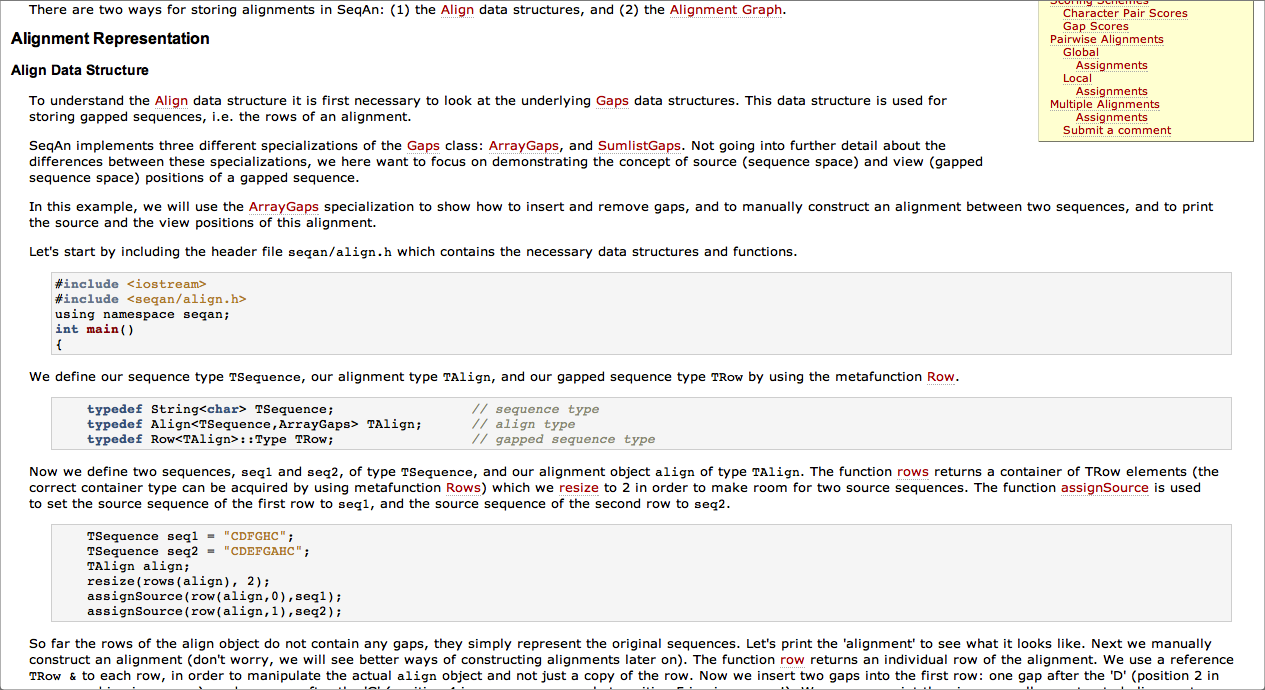 There are two ways for storing alignments in SeqAn: (1) the Align data structures, and (2) the Alignment Graph.
Scoring Schemes
Character Pair Scores
Gap Scores
Pairwise Alignments
Global
Assignments
Local
Assignments
Multiple Alignments
Assignments
Submit a comment
Alignment Representation
Align Data Structure
To understand the Align data structure it is first necessary to look at the underlying Gaps data structures. This data structure is used for
storing gapped sequences, i.e. the rows of an alignment.
SeqAn implements three different specializations of the Gaps class: ArrayGaps, and SumlistGaps. Not going into further detail about the
differences between these specializations, we here want to focus on demonstrating the concept of source (sequence space) and view (gapped
sequence space) positions of a gapped sequence.
In this example, we will use the ArrayGaps specialization to show how to insert and remove gaps, and to manually construct an alignment between two sequences, and to print
the source and the view positions of this alignment.
Let's start by including the header file seqan/align.h which contains the necessary data structures and functions.
#include <iostream>
#include <seqan/align.h>
using namespace seqan;
int main()
{
We define our sequence type TSequence, our alignment type TAlign, and our gapped sequence type TRow by using the metafunction Row.
typedef String<char> TSequence; // sequence type
typedef Align<TSequence,ArrayGaps> TAlign; // align type
typedef Row<TAlign>::Type TRow; // gapped sequence type
Now we define two sequences, seq1 and seq2, of type TSequence, and our alignment object align of type TAlign. The function rows returns a container of TRow elements (the
correct container type can be acquired by using metafunction Rows) which we resize to 2 in order to make room for two source sequences. The function assignSource is used
to set the source sequence of the first row to seq1, and the source sequence of the second row to seq2.
TSequence seq1 = "CDFGHC";
TSequence seq2 = "CDEFGAHC";
TAlign align;
resize(rows(align), 2);
assignSource(row(align,0),seq1);
assignSource(row(align,1),seq2);
So far the rows of the align object do not contain any gaps, they simply represent the original sequences. Let's print the 'alignment' to see what it looks like. Next we manually
construct an alignment (don't worry, we will see better ways of constructing alignments later on). The function row returns an individual row of the alignment. We use a reference
TRow & to each row, in order to manipulate the actual align object and not just a copy of the row. Now we insert two gaps into the first row: one gap after the 'D' (position 2 in